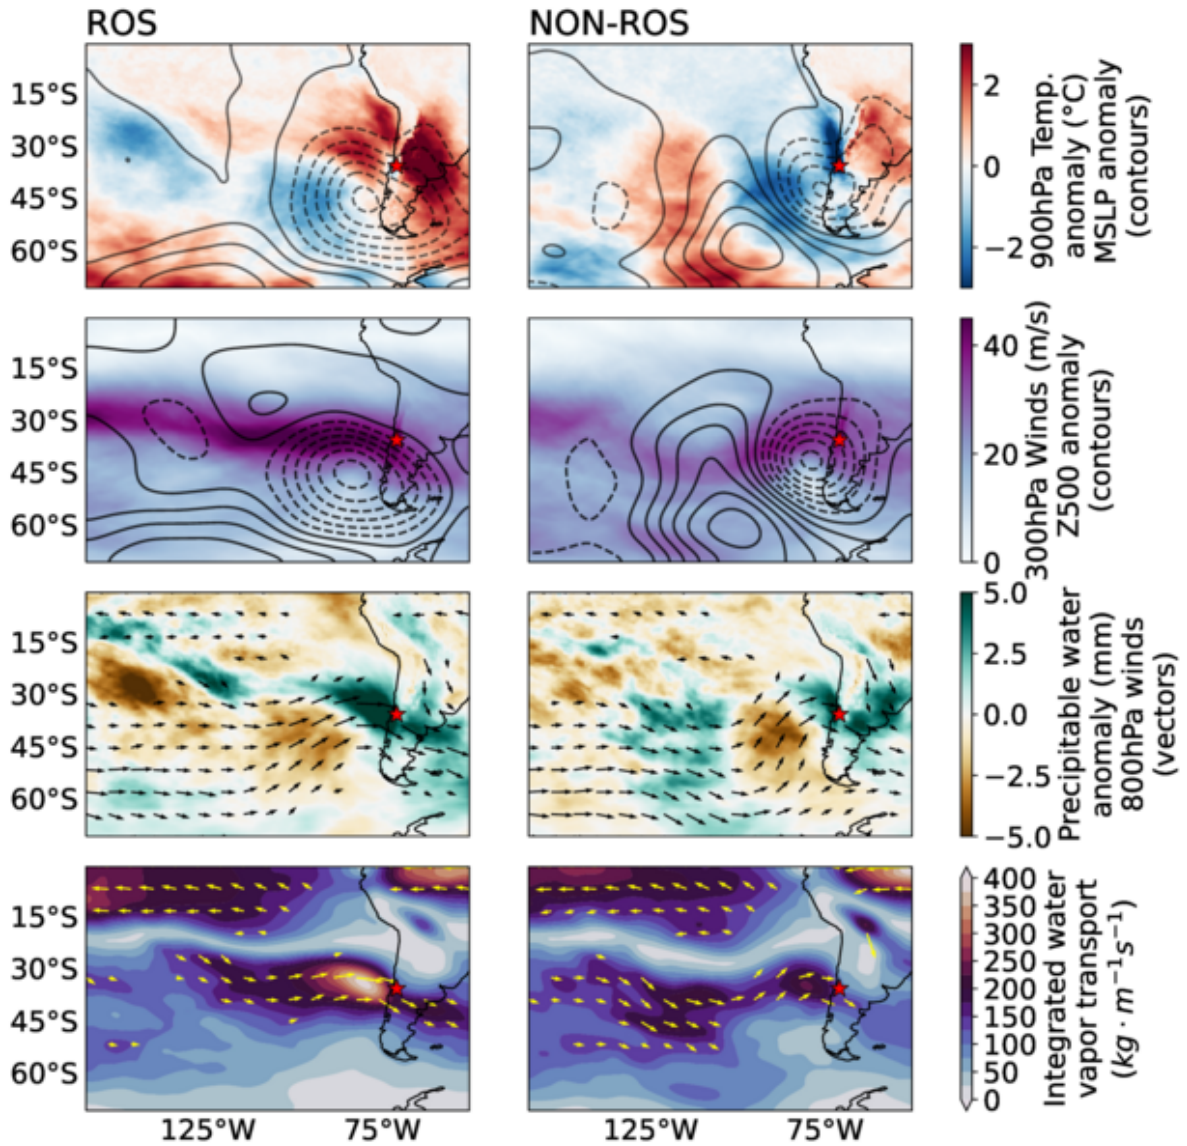 ROS
NON-ROS
15°S
30°S
45°S
60°S
2
0
−2
900hPa Temp.
anomaly (°C)
MSLP anomaly
(contours)
15°S
30°S
45°S
60°S
40
20
0
300hPa Winds (m/s)
Z500 anomaly
(contours)
15°S
30°S
45°S
60°S
5.0
2.5
0.0
−2.5
−5.0
Precipitable water
anomaly (mm)
800hPa winds
(vectors)
15°S
30°S
45°S
60°S
400
350
300
250
200
150
100
50
0
Integrated water
vapor transport
(kg · m⁻¹s⁻¹)
125°W
75°W
125°W
75°W